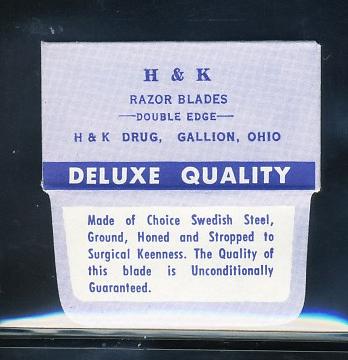 H & K
RAZOR BLADES
DOUBLE EDGE
H & K DRUG, GALLION, OHIO
DELUXE QUALITY
Made of Choice Swedish Steel,
Ground, Honed and Stropped to
Surgical Keenness. The Quality of
this blade is Unconditionally
Guaranteed.